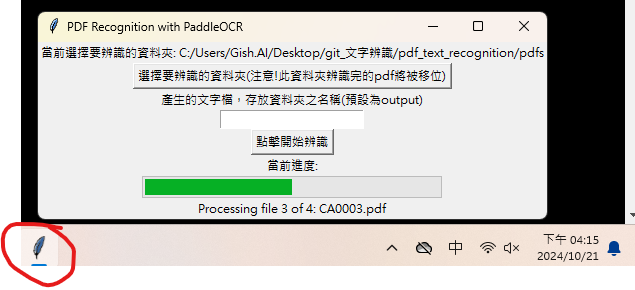 PDF Recognition with PaddleOCR
當前選擇要辨識的資料夾: C:/Users/Gish.AI/Desktop/git_文字辨識/pdf_text_recognition/pdfs
選擇要辨識的資料夾(注意!此資料夾辨識完的pdf將被移位)
產生的文字檔，存放資料夾之名稱(預設為output)
點擊開始辨識
當前進度:
Processing file 3 of 4: CA0003.pdf
中
下午 04:15
2024/10/21